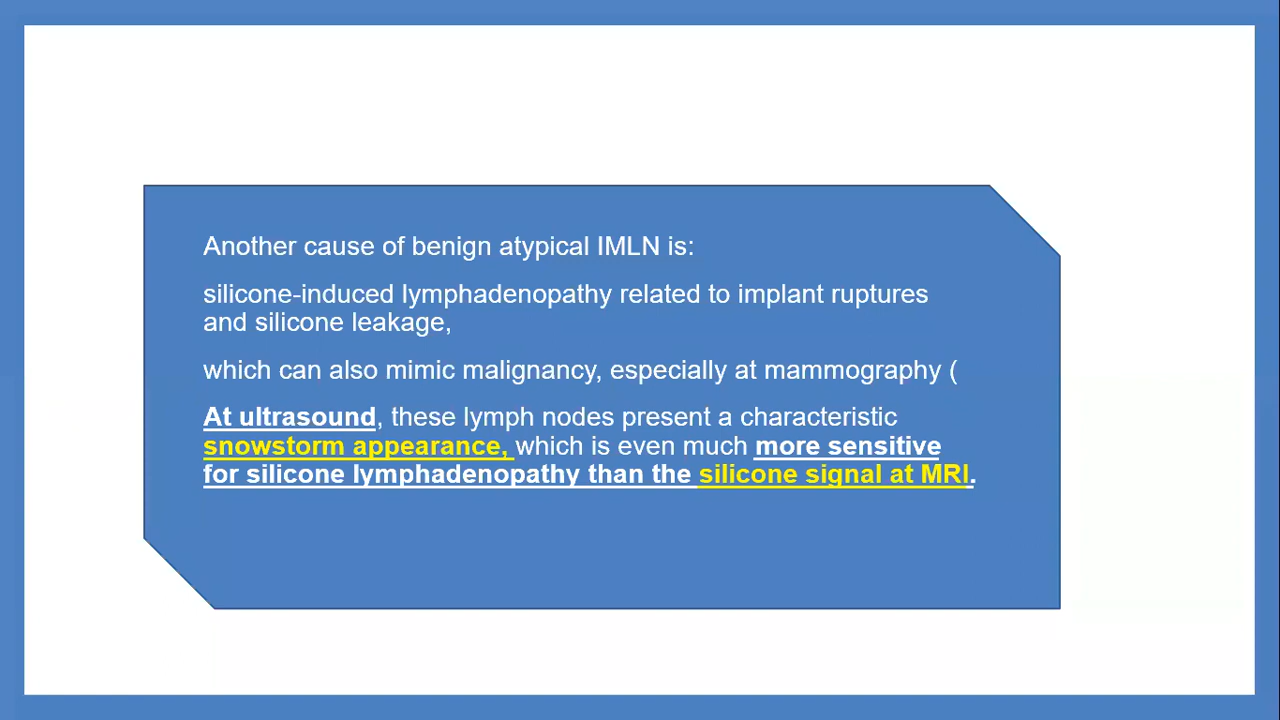 Another cause of benign atypical IMLN is:
silicone-induced lymphadenopathy related to implant ruptures
and silicone leakage,
which can also mimic malignancy, especially at mammography (
At ultrasound, these lymph nodes present a characteristic
snowstorm appearance, which is even much more sensitive
for silicone lymphadenopathy than the silicone signal at MRI.